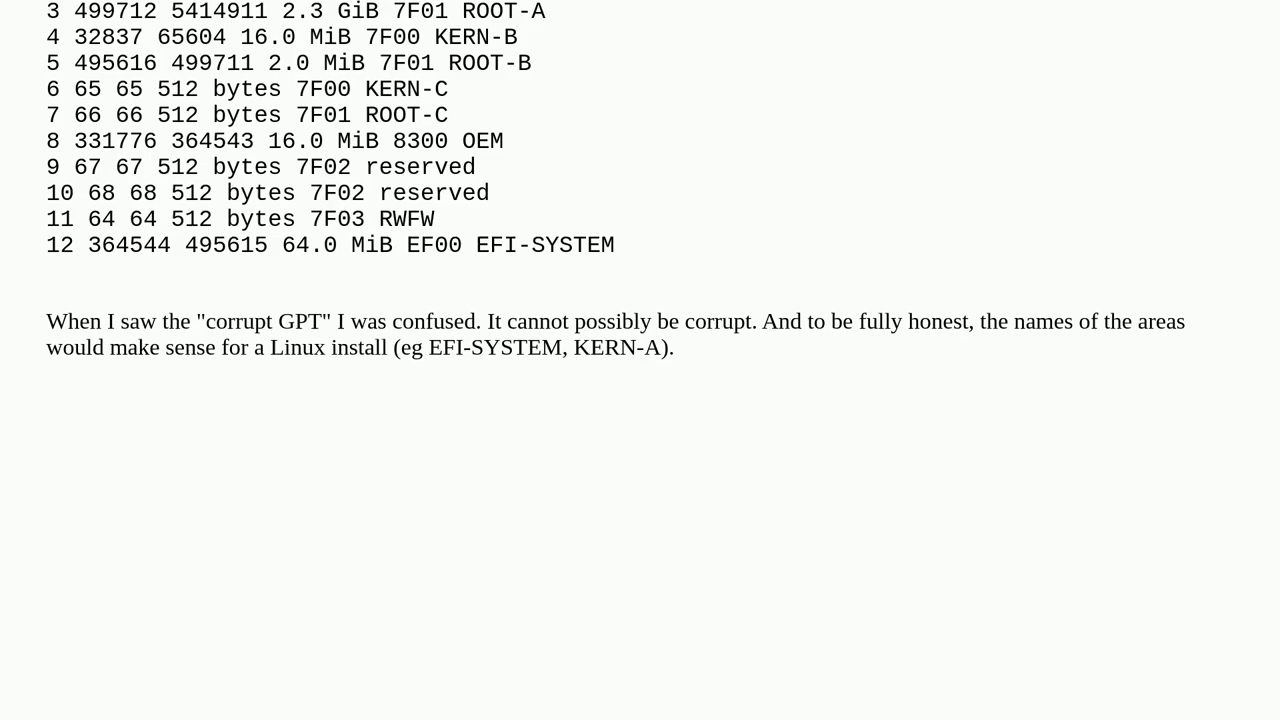 3 499712 5414911 2.3 GiB 7F01 ROOT-A
4 32837 65604 16.0 MiB 7F00 KERN-B
5 495616 499711 2.0 MiB 7F01 ROOT-B
6 65 65 512 bytes 7F00 KERN-C
7 66 66 512 bytes 7F01 ROOT-C
8 331776 364543 16.0 MiB 8300 OEM
9 67 67 512 bytes 7F02 reserved
10 68 68 512 bytes 7F02 reserved
11 64 64 512 bytes 7F03 RWFW
12 364544 495615 64.0 MiB EF00 EFI-SYSTEM
When I saw the "corrupt GPT" I was confused. It cannot possibly be corrupt. And to be fully honest, the names of the areas
would make sense for a Linux install (eg EFI-SYSTEM, KERN-A).